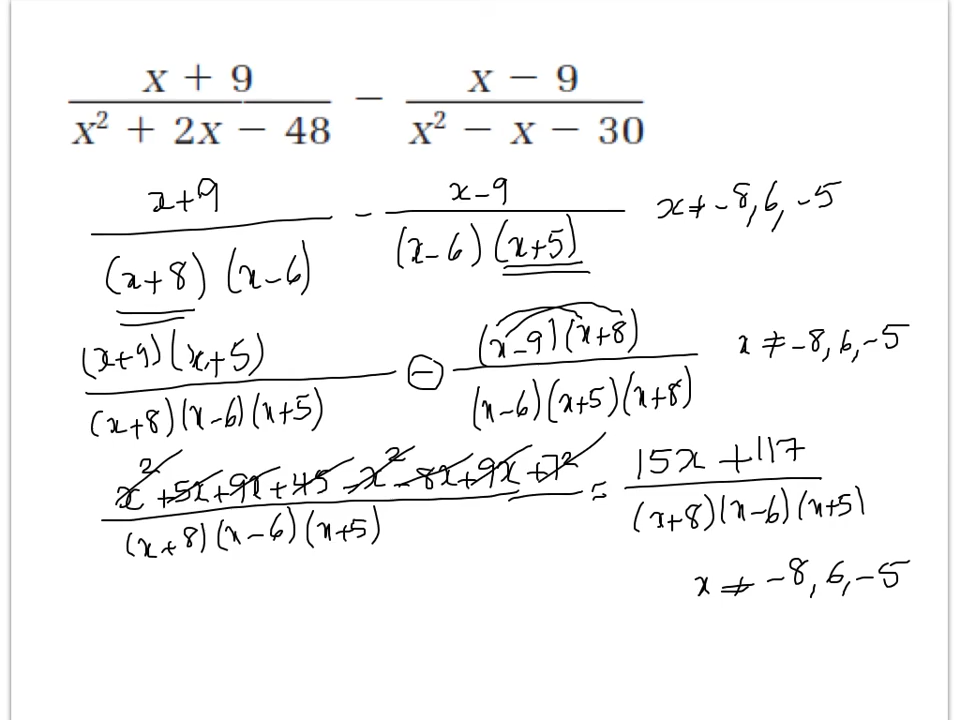 x + 9 / x² + 2x − 48 − x − 9 / x² − x − 30
x+9 / (x+8) (x−6) − x−9 / (x−6) (x+5) x ≠ −8, 6, −5
(x+9)(x+5) / (x+8)(x−6)(x+5) − (x−9)(x+8) / (x−6)(x+5)(x+8) x ≠ −8, 6, −5
x² +5x+9x+45 −x² −8x+9x+72 / (x+8)(x−6)(x+5) = 15x +117 / (x+8)(x−6)(x+5)
x ≠ −8, 6, −5